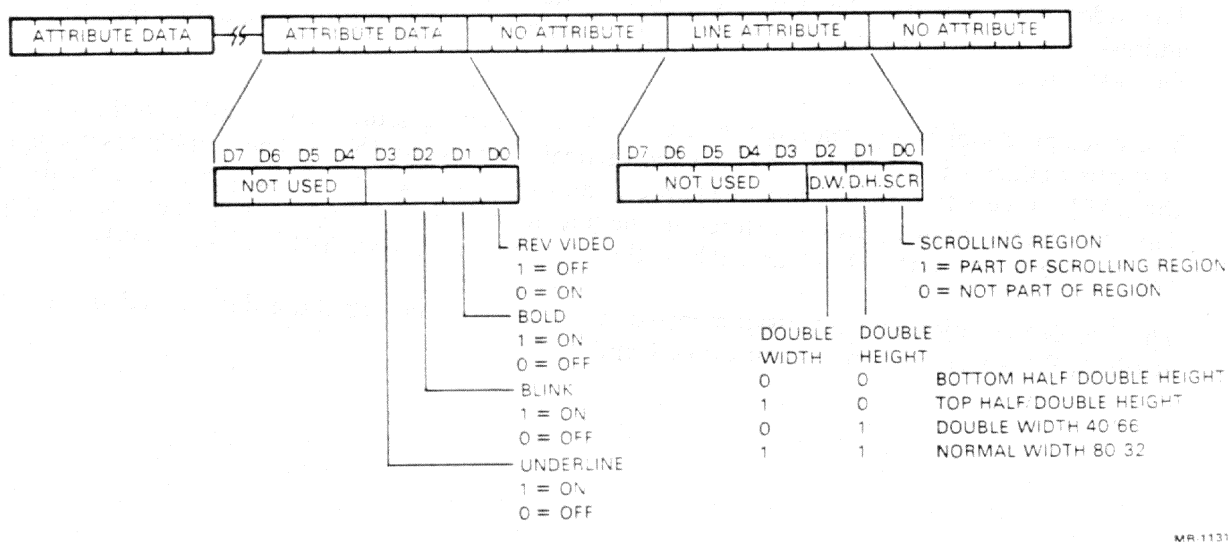 ATTRIBUTE DATA ATTRIBUTE DATA NO ATTRIBUTE LINE ATTRIBUTE NO ATTRIBUTE
D7 D6 D5 D4 D3 D2 D1 D0
NOT USED
REV VIDEO
1 = OFF
0 = ON
BOLD
1 = ON
0 = OFF
BLINK
1 = ON
0 = OFF
UNDERLINE
1 = ON
0 = OFF
D7 D6 D5 D4 D3 D2 D1 D0
NOT USED D.W. D.H. SCR
SCROLLING REGION
1 = PART OF SCROLLING REGION
0 = NOT PART OF REGION
DOUBLE DOUBLE
WIDTH HEIGHT
0 0 BOTTOM HALF/DOUBLE HEIGHT
1 0 TOP HALF/DOUBLE HEIGHT
0 1 DOUBLE WIDTH 40/66
1 1 NORMAL WIDTH 80/32
MR-1131